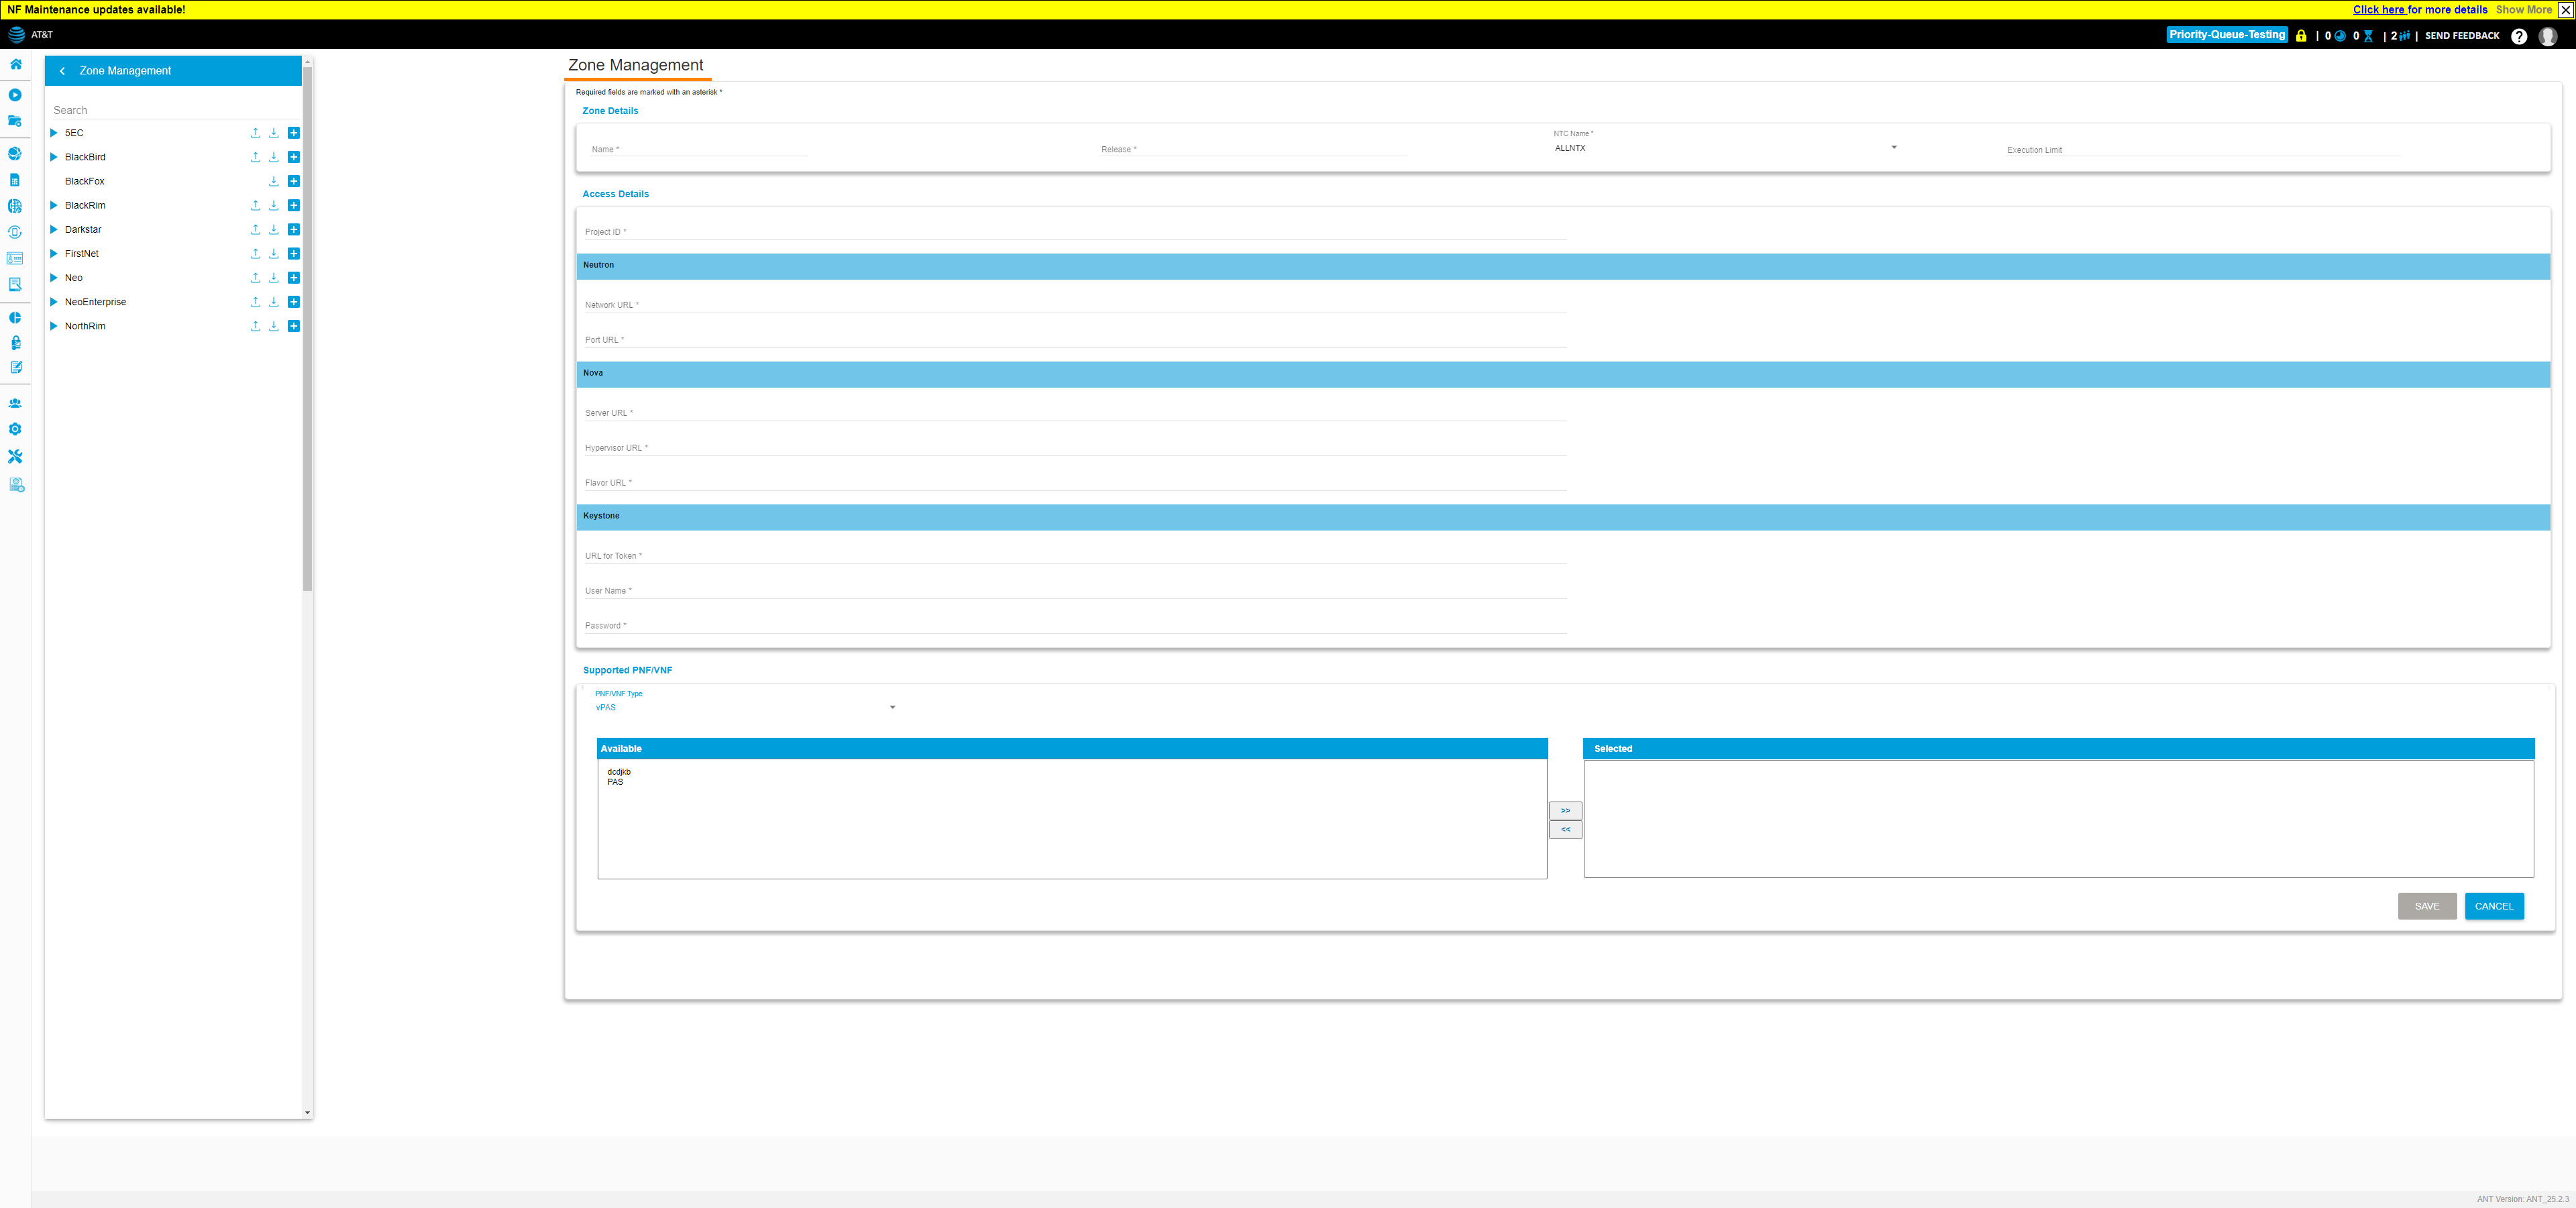 NF Maintenance updates available!
Click here for more details Show More
AT&T
Priority-Queue-Testing | 0 0 | 2 | SEND FEEDBACK
Zone Management
Search
5EC
BlackBird
BlackFox
BlackRim
Darkstar
FirstNet
Neo
NeoEnterprise
NorthRim
Zone Management
Required fields are marked with an asterisk *
Zone Details
Name *
Release *
NTC Name *
ALLNTX
Execution Limit
Access Details
Project ID *
Neutron
Network URL *
Port URL *
Nova
Server URL *
Hypervisor URL *
Flavor URL *
Keystone
URL for Token *
User Name *
Password *
Supported PNF/VNF
PNF/VNF Type
vPAS
Available
dcdjkb
PAS
>>
<<
Selected
SAVE
CANCEL
ANT Version: ANT_25.2.3